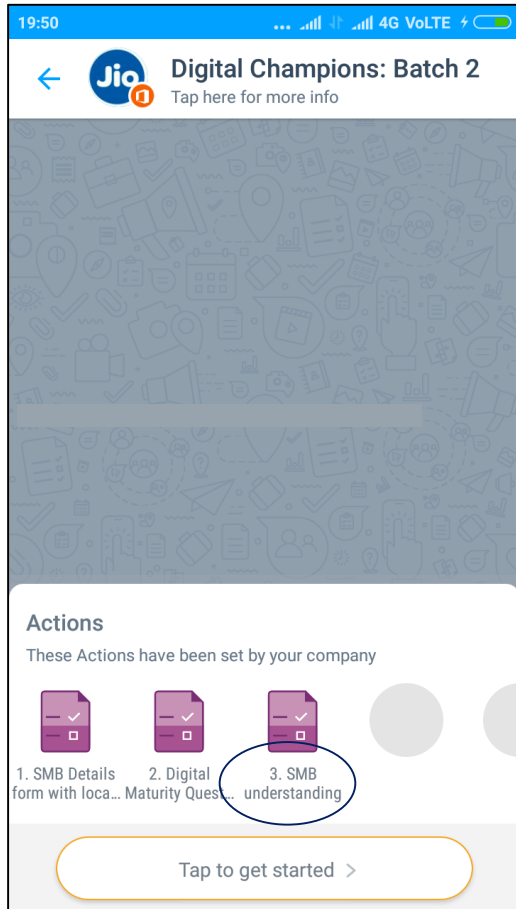 19:50
... 4G VoLTE
Jio
Digital Champions: Batch 2
Tap here for more info
Actions
These Actions have been set by your company
1. SMB Details
form with loca...
2. Digital
Maturity Quest...
3. SMB
understanding
Tap to get started >